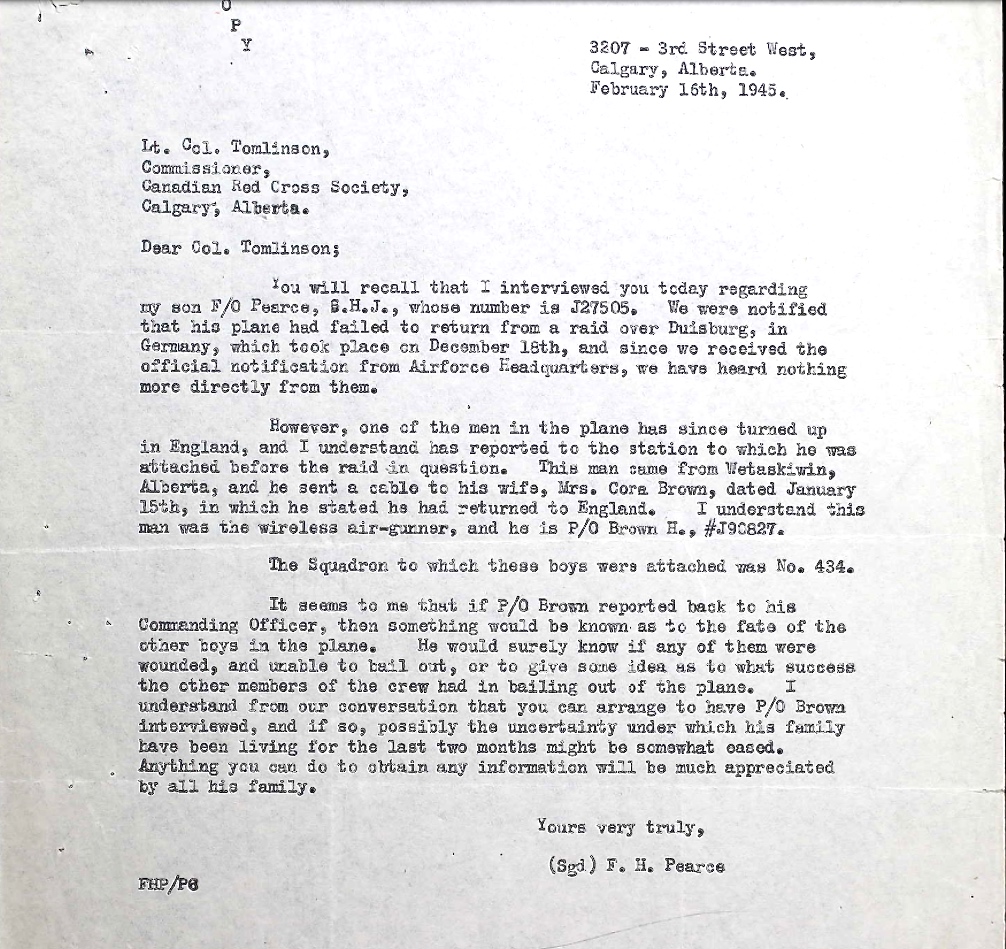 O
P
Y
3207 - 3rd Street West,
Calgary, Alberta.
February 16th, 1945.
Lt. Col. Tomlinson,
Commissioner,
Canadian Red Cross Society,
Calgary, Alberta.
Dear Col. Tomlinson;
You will recall that I interviewed you today regarding
my son F/O Pearce, S.H.J., whose number is J27505. We were notified
that his plane had failed to return from a raid over Duisburg, in
Germany, which took place on December 18th, and since we received the
official notification from Airforce Headquarters, we have heard nothing
more directly from them.
However, one of the men in the plane has since turned up
in England, and I understand has reported to the station to which he was
attached before the raid in question. This man came from Wetaskiwin,
Alberta, and he sent a cable to his wife, Mrs. Cora Brown, dated January
15th, in which he stated he had returned to England. I understand this
man was the wireless air-gunner, and he is P/O Brown H., #J90827.
The Squadron to which these boys were attached was No. 434.
It seems to me that if P/O Brown reported back to his
Commanding Officer, then something would be known as to the fate of the
other boys in the plane. He would surely know if any of them were
wounded, and unable to bail out, or to give some idea as to what success
the other members of the crew had in bailing out of the plane. I
understand from our conversation that you can arrange to have P/O Brown
interviewed, and if so, possibly the uncertainty under which his family
have been living for the last two months might be somewhat eased.
Anything you can do to obtain any information will be much appreciated
by all his family.
Yours very truly,
(Sgd) F. H. Pearce
FHP/PG